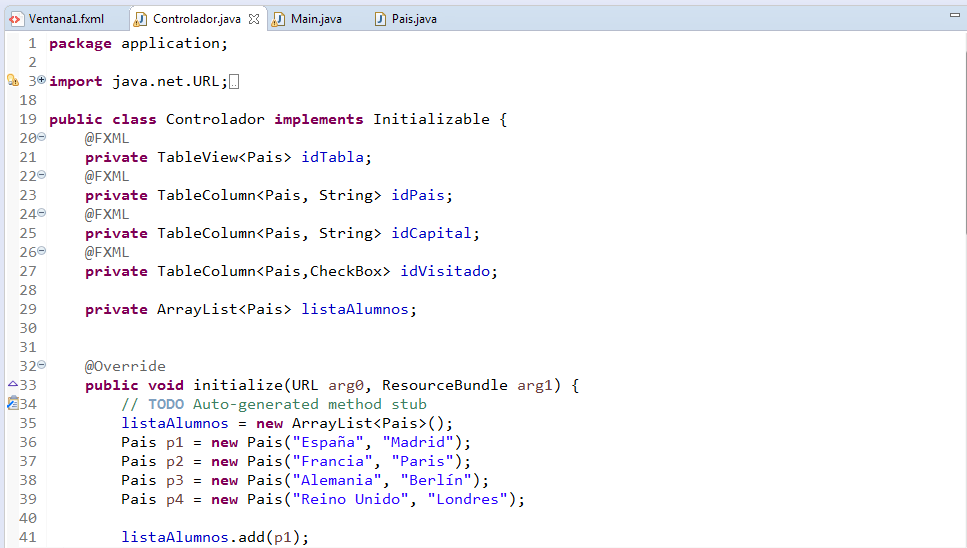 Ventana1.fxml Controlador.java Main.java Pais.java
1 package application;
2
3 import java.net.URL;
18
19 public class Controlador implements Initializable {
20 @FXML
21 private TableView<Pais> idTabla;
22 @FXML
23 private TableColumn<Pais, String> idPais;
24 @FXML
25 private TableColumn<Pais, String> idCapital;
26 @FXML
27 private TableColumn<Pais,CheckBox> idVisitado;
28
29 private ArrayList<Pais> listaAlumnos;
30
31
32 @Override
33 public void initialize(URL arg0, ResourceBundle arg1) {
34 // TODO Auto-generated method stub
35 listaAlumnos = new ArrayList<Pais>();
36 Pais p1 = new Pais("España", "Madrid");
37 Pais p2 = new Pais("Francia", "Paris");
38 Pais p3 = new Pais("Alemania", "Berlín");
39 Pais p4 = new Pais("Reino Unido", "Londres");
40
41 listaAlumnos.add(p1);